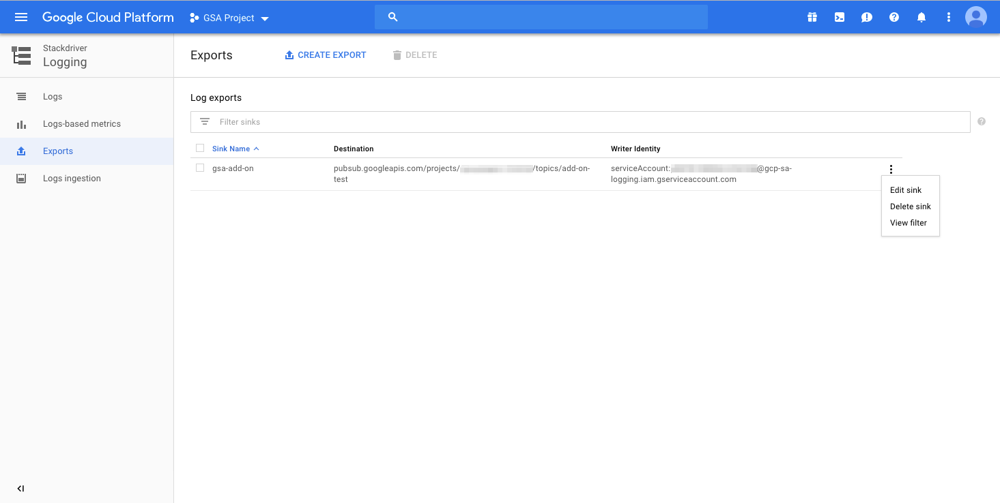 Google Cloud Platform
GSA Project
Stackdriver
Logging
Exports
CREATE EXPORT
DELETE
Logs
Logs-based metrics
Exports
Logs ingestion
Log exports
Filter sinks
Sink Name
Destination
Writer Identity
gsa-add-on
pubsub.googleapis.com/projects/ /topics/add-on-
test
serviceAccount: @gcp-sa-
logging.iam.gserviceaccount.com
Edit sink
Delete sink
View filter